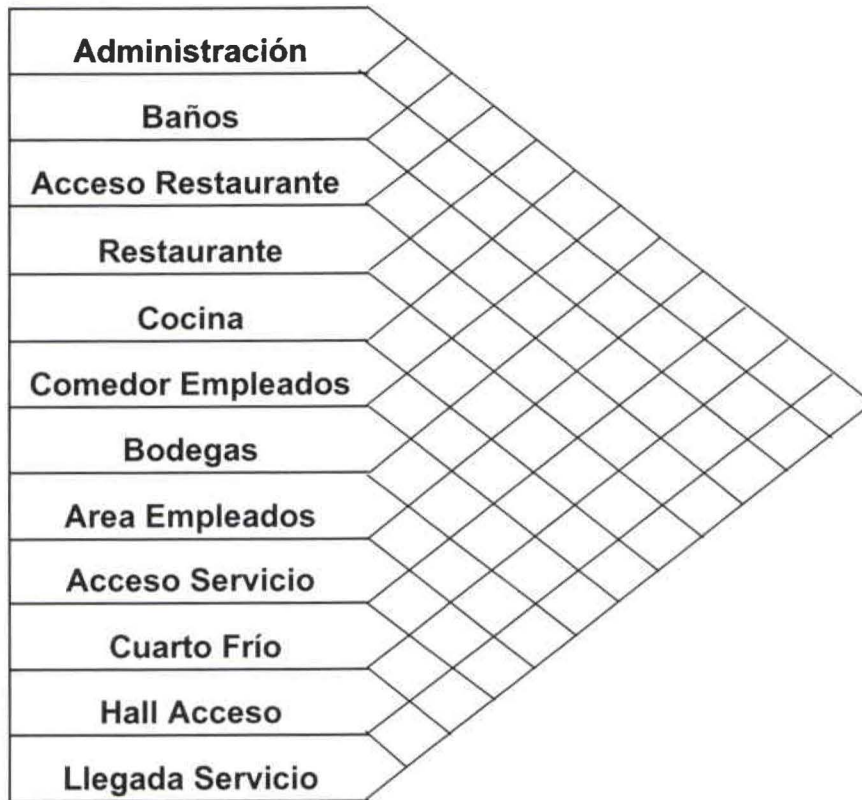 Administración
Baños
Acceso Restaurante
Restaurante
Cocina
Comedor Empleados
Bodegas
Area Empleados
Acceso Servicio
Cuarto Frío
Hall Acceso
Llegada Servicio